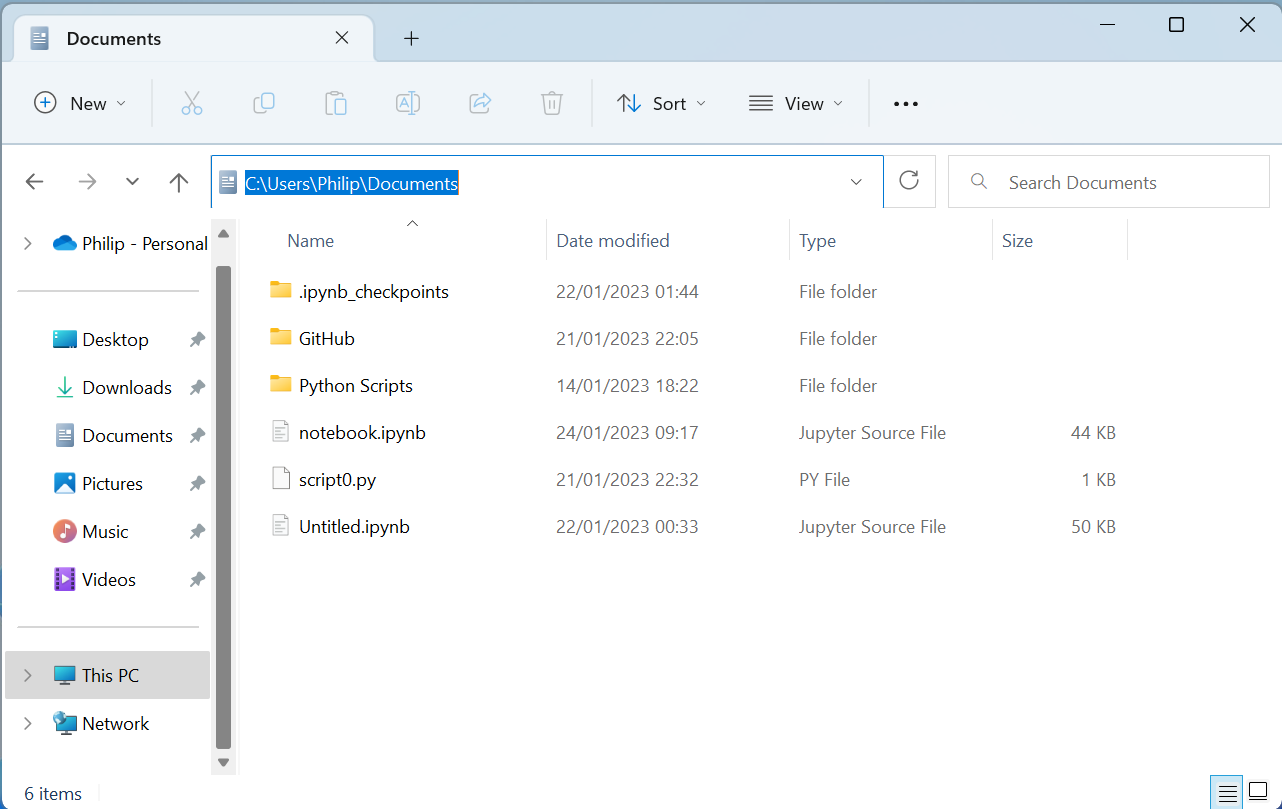 Documents
New Sort View
C:\Users\Philip\Documents Search Documents
Philip - Personal
Desktop
Downloads
Documents
Pictures
Music
Videos
This PC
Network
Name Date modified Type Size
.ipynb_checkpoints 22/01/2023 01:44 File folder
GitHub 21/01/2023 22:05 File folder
Python Scripts 14/01/2023 18:22 File folder
notebook.ipynb 24/01/2023 09:17 Jupyter Source File 44 KB
script0.py 21/01/2023 22:32 PY File 1 KB
Untitled.ipynb 22/01/2023 00:33 Jupyter Source File 50 KB
6 items